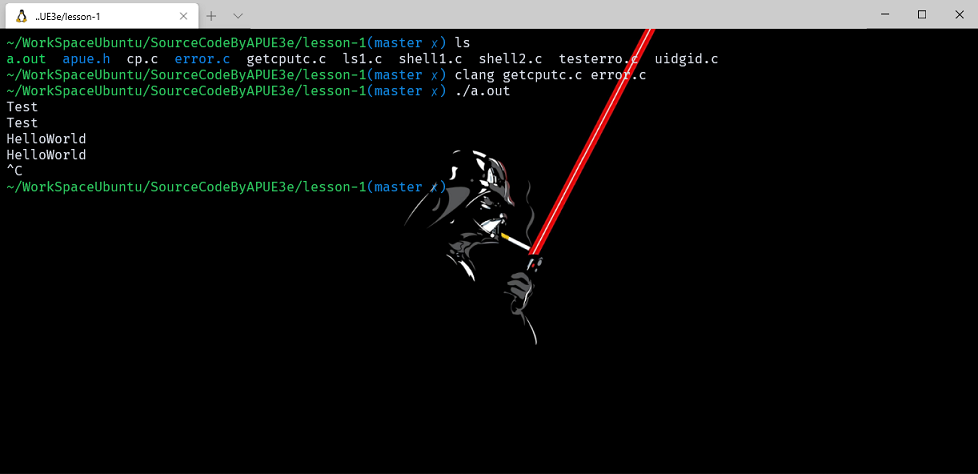 ..UE3e/lesson-1
~/WorkSpaceUbuntu/SourceCodeByAPUE3e/lesson-1(master ✗) ls
a.out  apue.h  cp.c  error.c  getcputc.c  ls1.c  shell1.c  shell2.c  testerro.c  uidgid.c
~/WorkSpaceUbuntu/SourceCodeByAPUE3e/lesson-1(master ✗) clang getcputc.c error.c
~/WorkSpaceUbuntu/SourceCodeByAPUE3e/lesson-1(master ✗) ./a.out
Test
Test
HelloWorld
HelloWorld
^C
~/WorkSpaceUbuntu/SourceCodeByAPUE3e/lesson-1(master ✗)